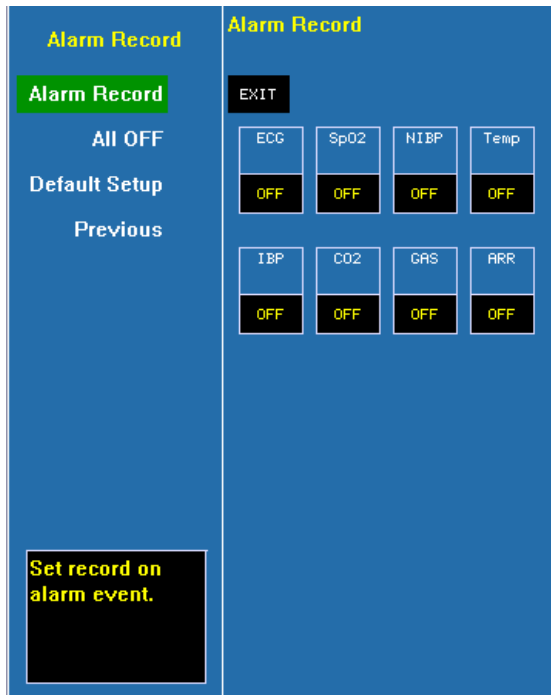 Alarm Record
Alarm Record
All OFF
Default Setup
Previous
Set record on
alarm event.
Alarm Record
EXIT
ECG SpO2 NIBP Temp
OFF OFF OFF OFF
IBP CO2 GAS ARR
OFF OFF OFF OFF